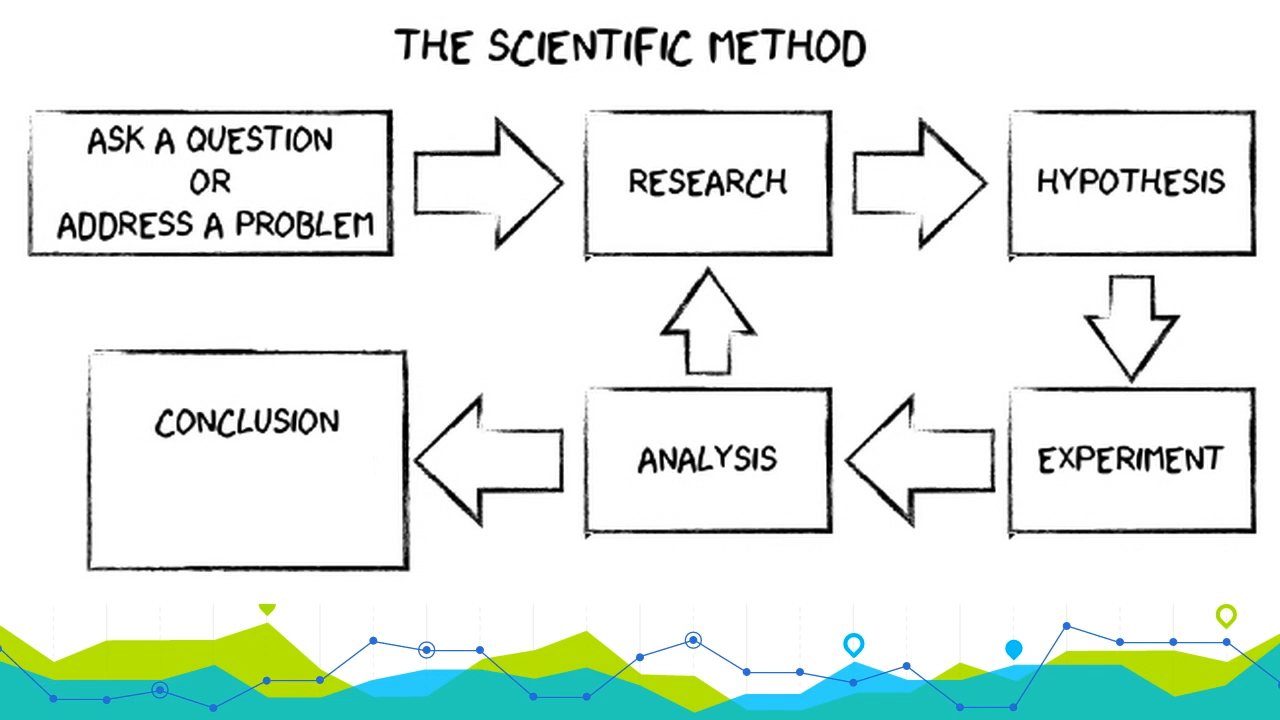 THE SCIENTIFIC METHOD
ASK A QUESTION
OR
ADDRESS A PROBLEM
RESEARCH
HYPOTHESIS
CONCLUSION
ANALYSIS
EXPERIMENT